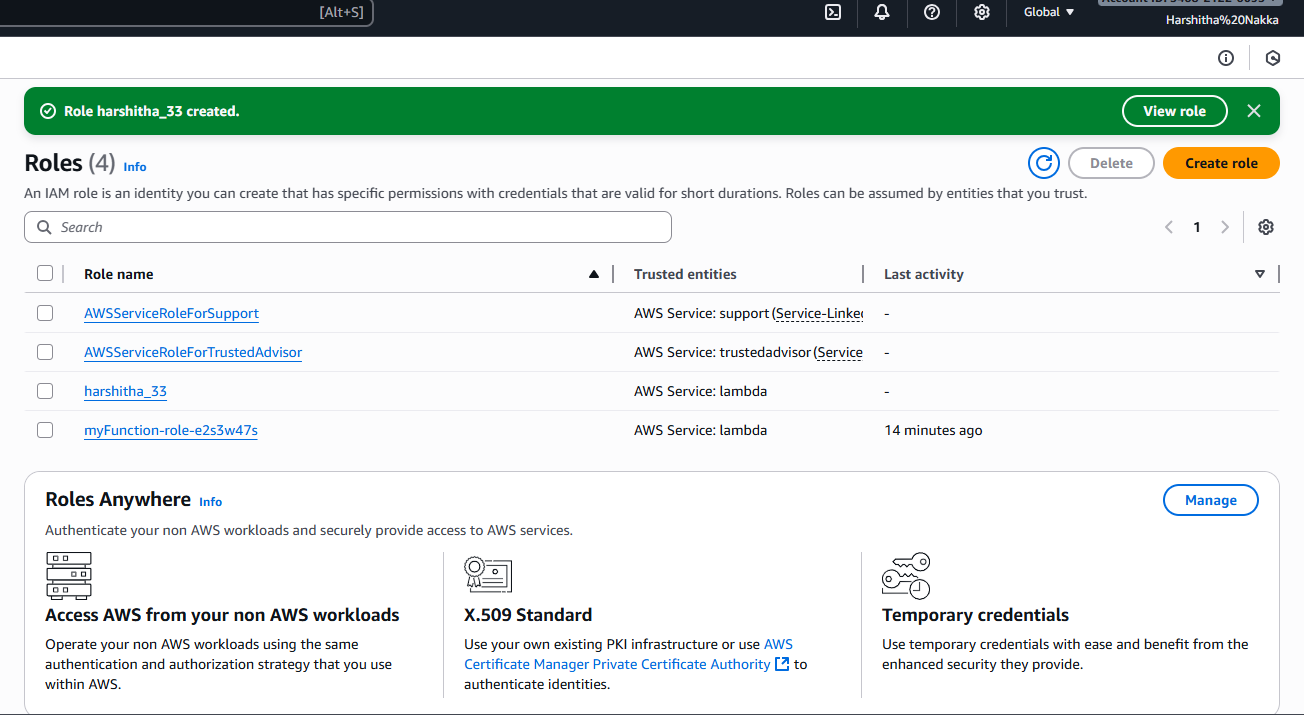 [Alt+S]
Global
Harshitha%20Nakka
Role harshitha_33 created.
View role
Roles (4) Info
Delete
Create role
An IAM role is an identity you can create that has specific permissions with credentials that are valid for short durations. Roles can be assumed by entities that you trust.
Search
1
Role name Trusted entities Last activity
AWSServiceRoleForSupport AWS Service: support (Service-Linked -
AWSServiceRoleForTrustedAdvisor AWS Service: trustedadvisor (Service -
harshitha_33 AWS Service: lambda -
myFunction-role-e2s3w47s AWS Service: lambda 14 minutes ago
Roles Anywhere Info
Manage
Authenticate your non AWS workloads and securely provide access to AWS services.
Access AWS from your non AWS workloads
Operate your non AWS workloads using the same
authentication and authorization strategy that you use
within AWS.
X.509 Standard
Use your own existing PKI infrastructure or use AWS
Certificate Manager Private Certificate Authority to
authenticate identities.
Temporary credentials
Use temporary credentials with ease and benefit from the
enhanced security they provide.